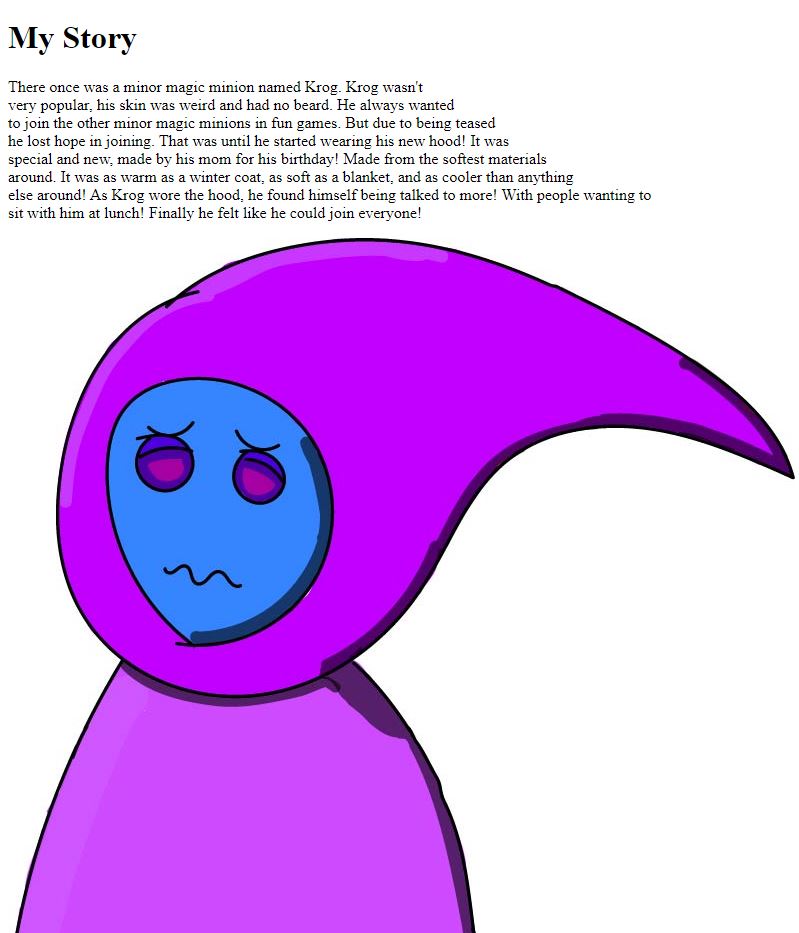 My Story
There once was a minor magic minion named Krog. Krog wasn't
very popular, his skin was weird and had no beard. He always wanted
to join the other minor magic minions in fun games. But due to being teased
he lost hope in joining. That was until he started wearing his new hood! It was
special and new, made by his mom for his birthday! Made from the softest materials
around. It was as warm as a winter coat, as soft as a blanket, and as cooler than anything
else around! As Krog wore the hood, he found himself being talked to more! With people wanting to
sit with him at lunch! Finally he felt like he could join everyone!